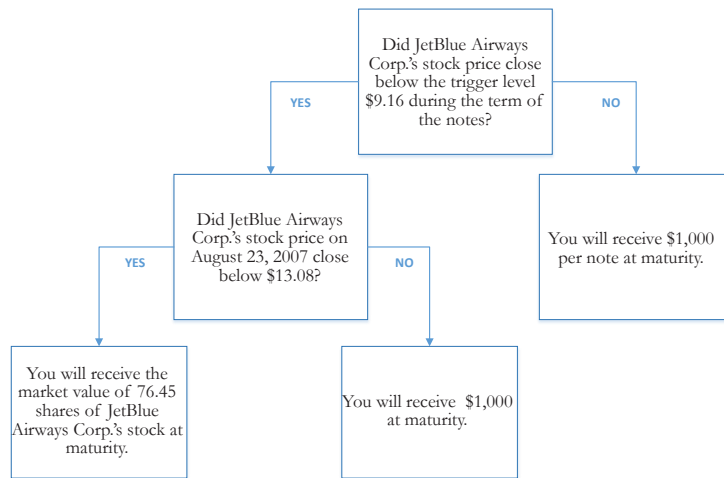 Did JetBlue Airways
Corp.'s stock price close
below the trigger level
$9.16 during the term of
the notes?
YES
NO
Did JetBlue Airways
Corp.'s stock price on
August 23, 2007 close
below $13.08?
You will receive $1,000
per note at maturity.
YES
NO
You will receive the
market value of 76.45
shares of JetBlue
Airways Corp.'s stock at
maturity.
You will receive $1,000
at maturity.